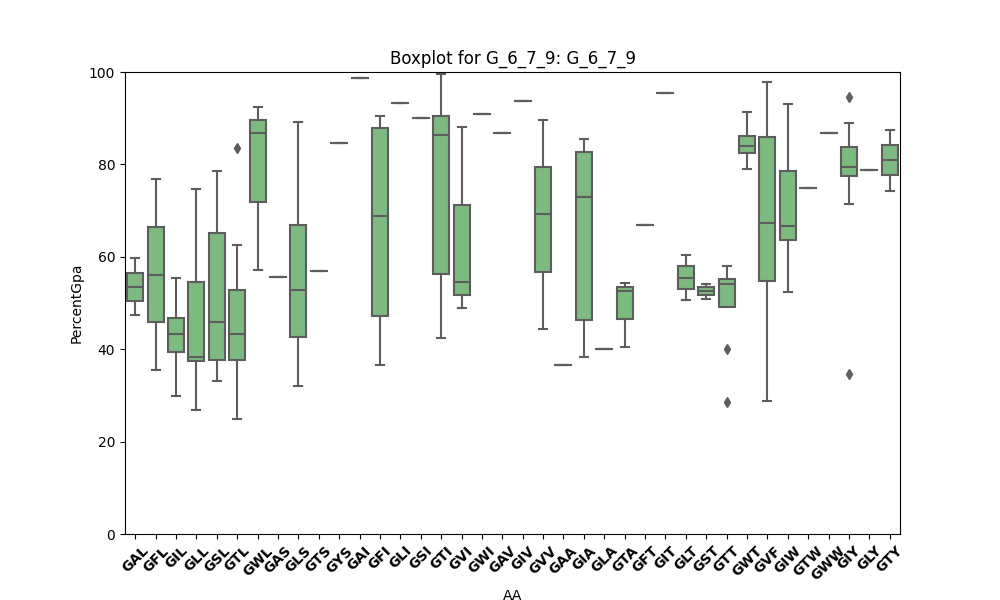 Boxplot for G_6_7_9: G_6_7_9
PercentGpa
100
80
60
40
20
0
GAL GFL GIL GLL GSL GTL GWL GAS GLS GTS GYS GAI GFI GLI GSI GTI GVI GWI GAV GIV GVV GAA GIA GLA GTA GFT GIT GLT GST GTT GWT GVF GIW GTW GWW GIY GLY GTY
AA